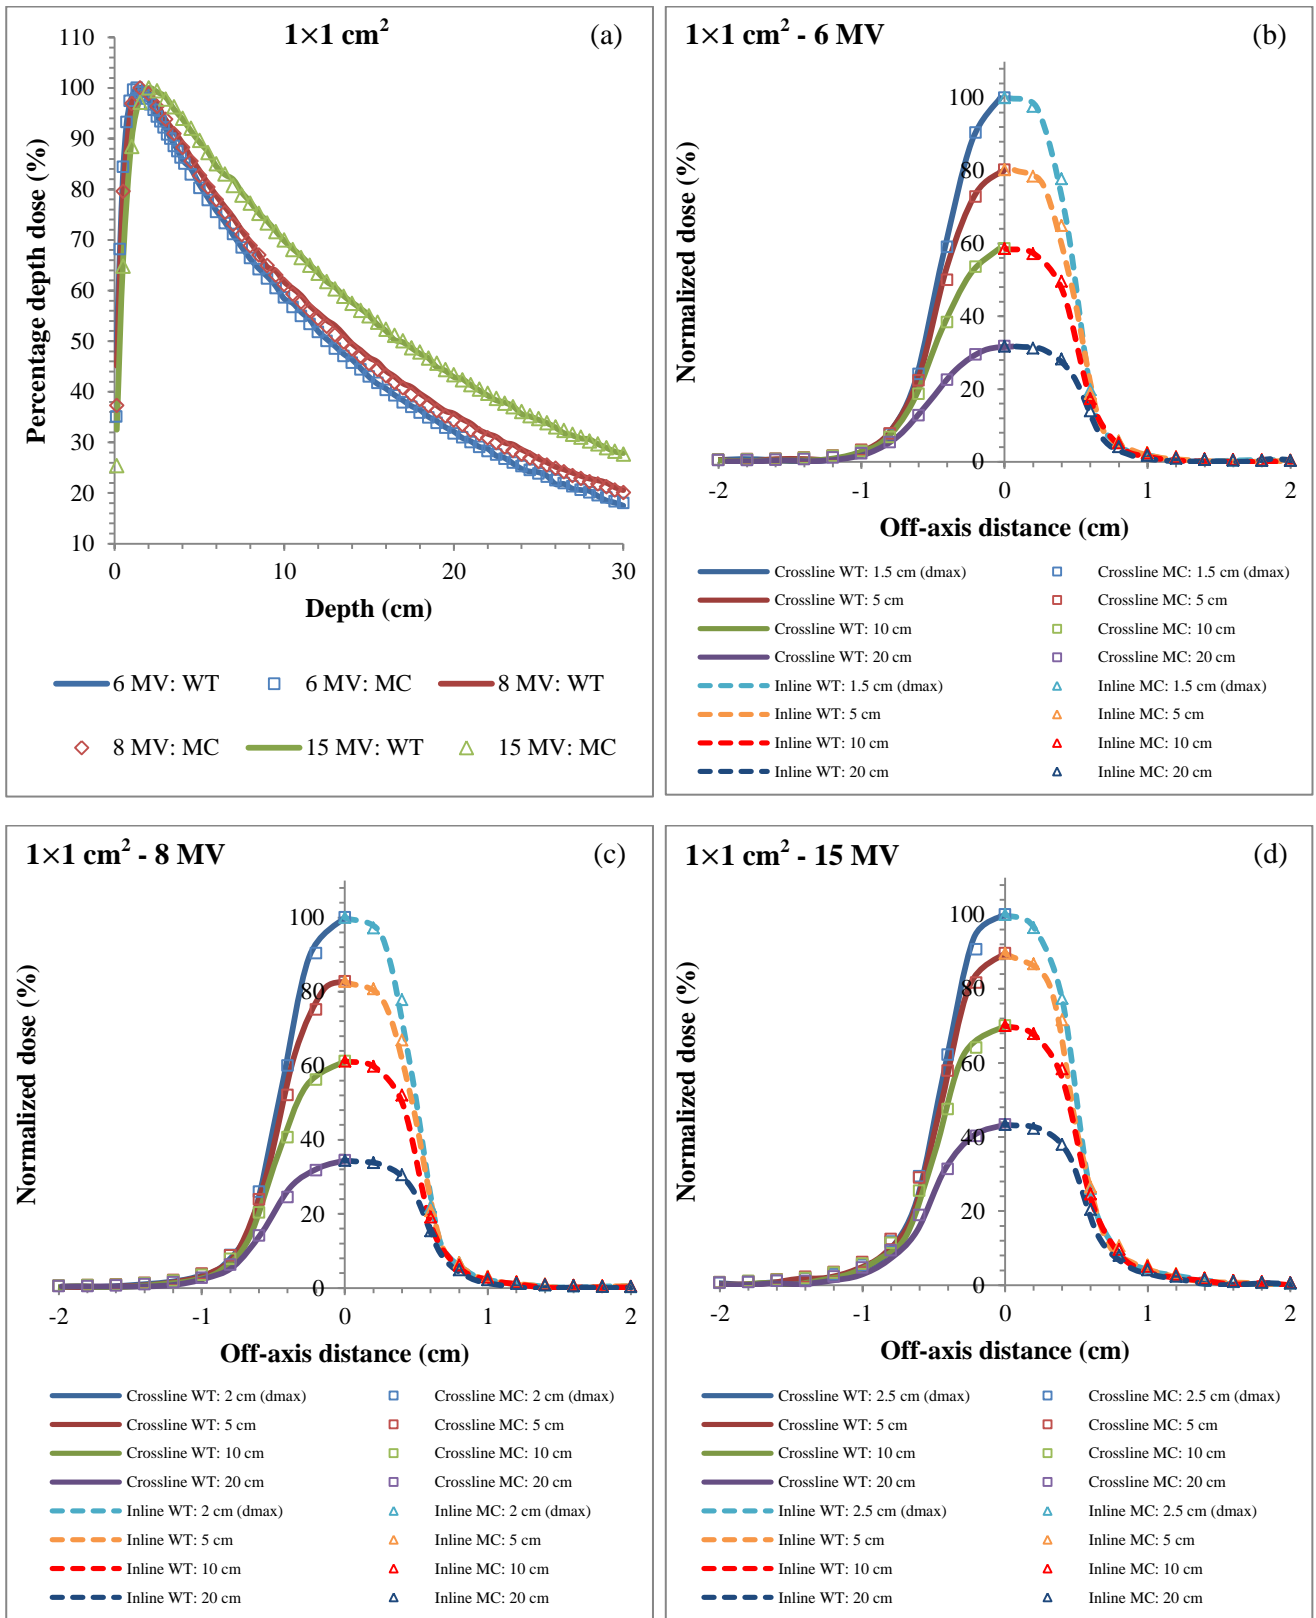 1×1 cm² (a)
110
100
90
80
70
60
50
40
30
20
10
0 10 20 30
Percentage depth dose (%)
Depth (cm)
6 MV: WT 6 MV: MC 8 MV: WT
8 MV: MC 15 MV: WT 15 MV: MC
1×1 cm² - 6 MV (b)
100
80
60
40
20
0
-2 -1 0 1 2
Normalized dose (%)
Off-axis distance (cm)
Crossline WT: 1.5 cm (dmax) Crossline MC: 1.5 cm (dmax)
Crossline WT: 5 cm Crossline MC: 5 cm
Crossline WT: 10 cm Crossline MC: 10 cm
Crossline WT: 20 cm Crossline MC: 20 cm
Inline WT: 1.5 cm (dmax) Inline MC: 1.5 cm (dmax)
Inline WT: 5 cm Inline MC: 5 cm
Inline WT: 10 cm Inline MC: 10 cm
Inline WT: 20 cm Inline MC: 20 cm
1×1 cm² - 8 MV (c)
100
80
60
40
20
0
-2 -1 0 1 2
Normalized dose (%)
Off-axis distance (cm)
Crossline WT: 2 cm (dmax) Crossline MC: 2 cm (dmax)
Crossline WT: 5 cm Crossline MC: 5 cm
Crossline WT: 10 cm Crossline MC: 10 cm
Crossline WT: 20 cm Crossline MC: 20 cm
Inline WT: 2 cm (dmax) Inline MC: 2 cm (dmax)
Inline WT: 5 cm Inline MC: 5 cm
Inline WT: 10 cm Inline MC: 10 cm
Inline WT: 20 cm Inline MC: 20 cm
1×1 cm² - 15 MV (d)
100
80
60
40
20
0
-2 -1 0 1 2
Normalized dose (%)
Off-axis distance (cm)
Crossline WT: 2.5 cm (dmax) Crossline MC: 2.5 cm (dmax)
Crossline WT: 5 cm Crossline MC: 5 cm
Crossline WT: 10 cm Crossline MC: 10 cm
Crossline WT: 20 cm Crossline MC: 20 cm
Inline WT: 2.5 cm (dmax) Inline MC: 2.5 cm (dmax)
Inline WT: 5 cm Inline MC: 5 cm
Inline WT: 10 cm Inline MC: 10 cm
Inline WT: 20 cm Inline MC: 20 cm